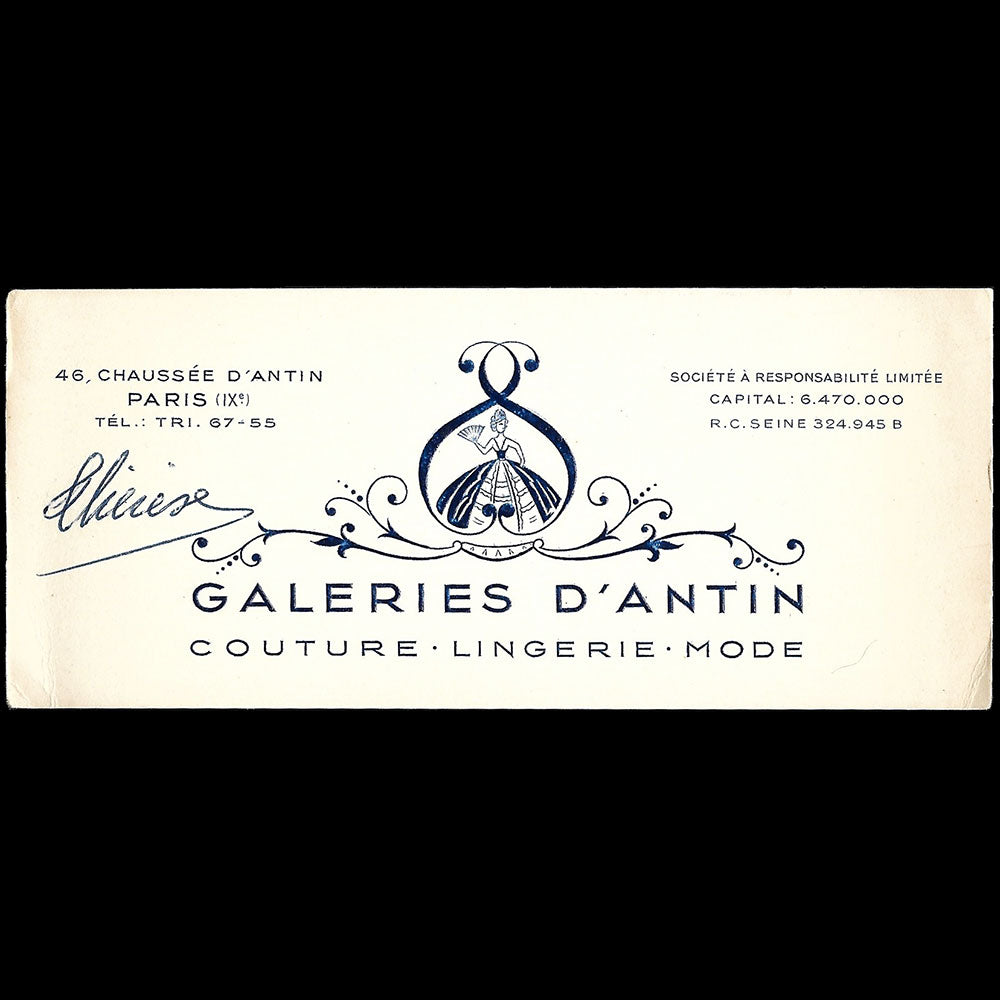 46, CHAUSSÉE D'ANTIN
PARIS (IXe)
TÉL.: TRI. 67-55
Thérèse
SOCIÉTÉ À RESPONSABILITÉ LIMITÉE
CAPITAL: 6.470.000
R.C. SEINE 324.945 B
GALERIES D'ANTIN
COUTURE · LINGERIE · MODE